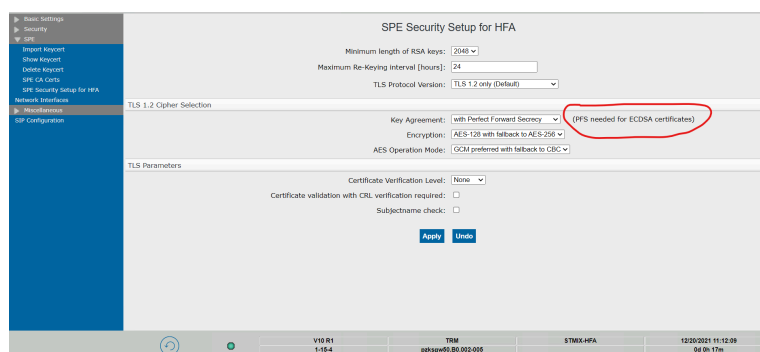 Basic Settings
Security
SPE
Import Keycert
Show Keycert
Delete Keycert
SPE CA Certs
SPE Security Setup for HFA
Network Interfaces
Miscellaneous
SIP Configuration
SPE Security Setup for HFA
Minimum length of RSA keys: 2048
Maximum Re-Keying interval [hours]: 24
TLS Protocol Version: TLS 1.2 only (Default)
TLS 1.2 Cipher Selection
Key Agreement: with Perfect Forward Secrecy (PFS needed for ECDSA certificates)
Encryption: AES-128 with fallback to AES-256
AES Operation Mode: GCM preferred with fallback to CBC
TLS Parameters
Certificate Verification Level: None
Certificate validation with CRL verification required:
Subjectname check:
Apply Undo
V10 R1 TRM STMIX-HFA 12/20/2021 11:12:09
1-15-4 pzksgw50.B0.002-005 0d 0h 17m